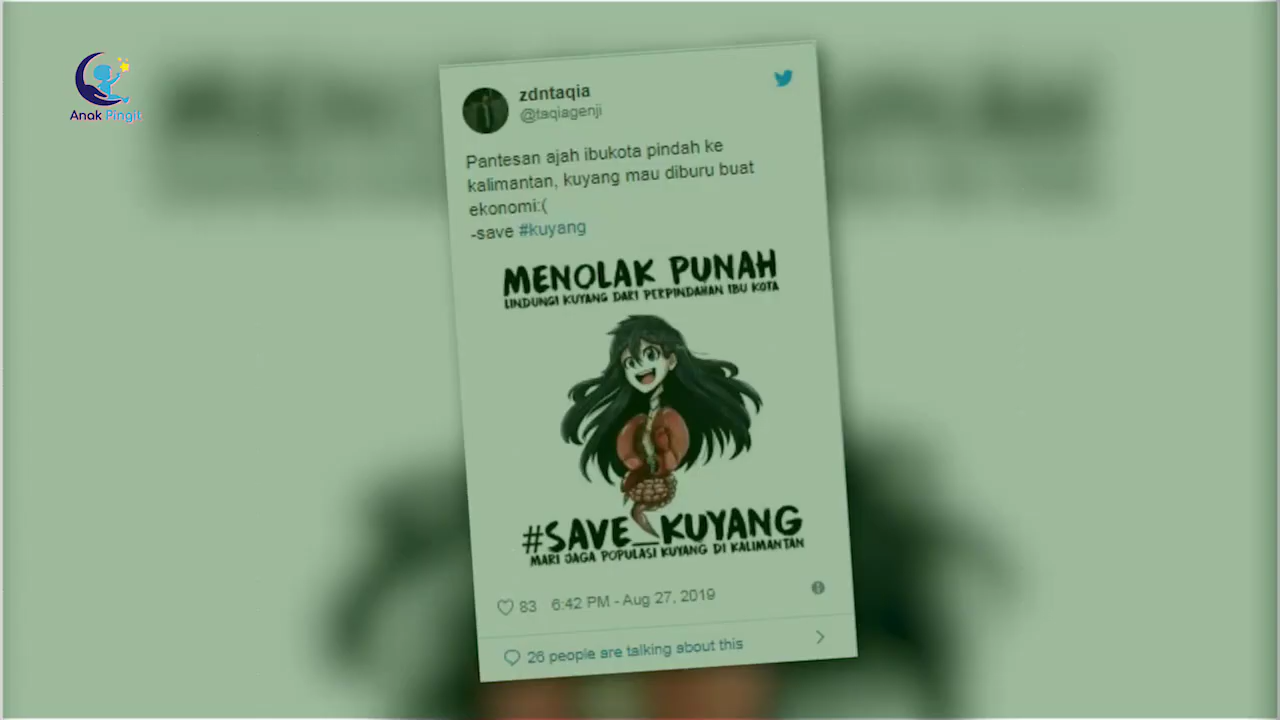 Anak Pingit
zdntaqia
@taqiagenji
Pantesan ajah ibukota pindah ke
kalimantan, kuyang mau diburu buat
ekonomi:(
-save #kuyang
MENOLAK PUNAH
LINDUNGI KUYANG DARI PERPINDAHAN IBU KOTA
#SAVE_KUYANG
MARI JAGA POPULASI KUYANG DI KALIMANTAN
83 6:42 PM - Aug 27, 2019
26 people are talking about this